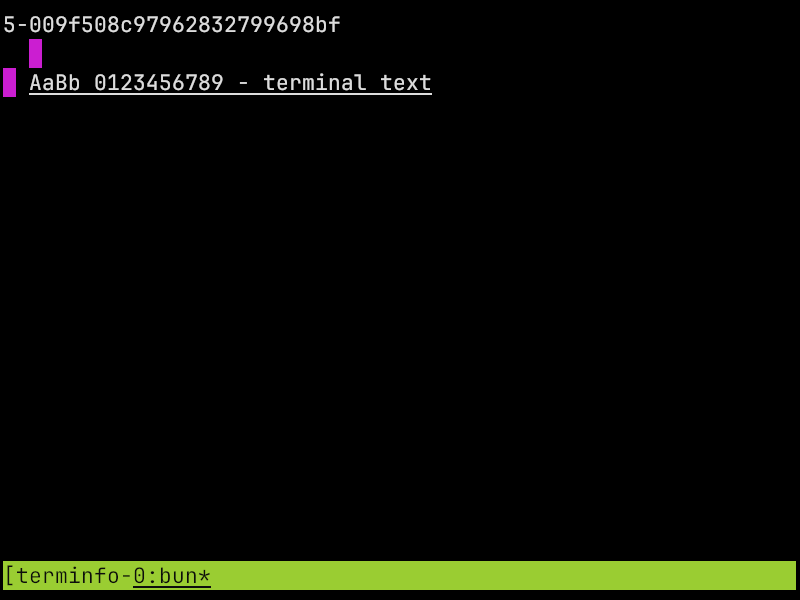 5-009f508c97962832799698bf
AaBb 0123456789 - terminal text
[terminfo-0:bun*